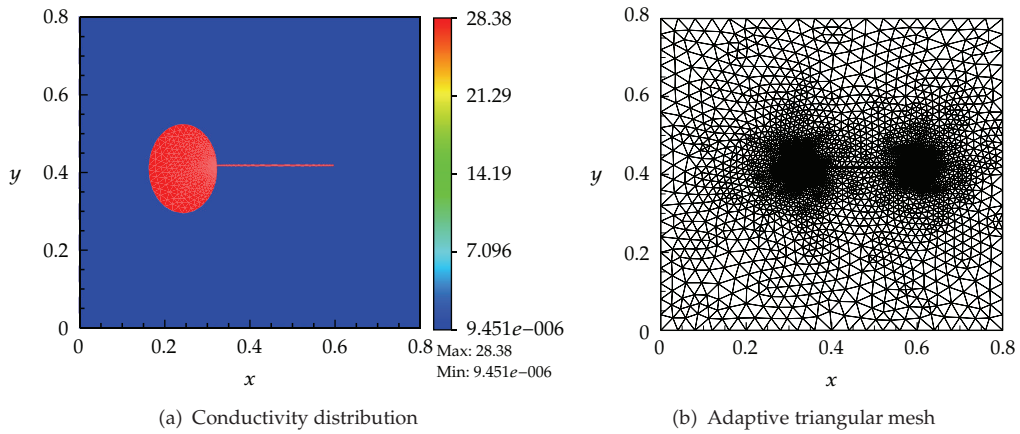 0.8
0.6
0.4
0.2
0
y
0
0.2
0.4
0.6
0.8
x
28.38
21.29
14.19
7.096
9.451e−006
Max: 28.38
Min: 9.451e−006
(a) Conductivity distribution
0.8
0.6
0.4
0.2
0
y
0
0.2
0.4
0.6
0.8
x
(b) Adaptive triangular mesh